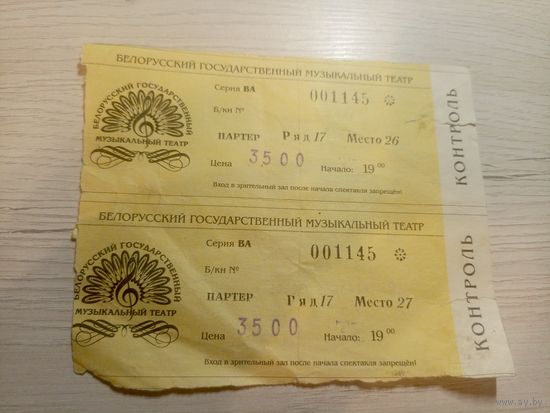 БЕЛОРУССКИЙ ГОСУДАРСТВЕННЫЙ МУЗЫКАЛЬНЫЙ ТЕАТР
БЕЛОРУССКИЙ ГОСУДАРСТВЕННЫЙ
МУЗЫКАЛЬНЫЙ ТЕАТР
Серия ВА
001145
Б/кн №
ПАРТЕР Ряд 17 Место 26
Цена 3500 Начало: 19 00
Вход в зрительный зал после начала спектакля запрещён!
КОНТРОЛЬ
БЕЛОРУССКИЙ ГОСУДАРСТВЕННЫЙ МУЗЫКАЛЬНЫЙ ТЕАТР
БЕЛОРУССКИЙ ГОСУДАРСТВЕННЫЙ
МУЗЫКАЛЬНЫЙ ТЕАТР
Серия ВА
001145
Б/кн №
ПАРТЕР Ряд 17 Место 27
Цена 3500 Начало: 19 00
Вход в зрительный зал после начала спектакля запрещён!
КОНТРОЛЬ
www.ay.by